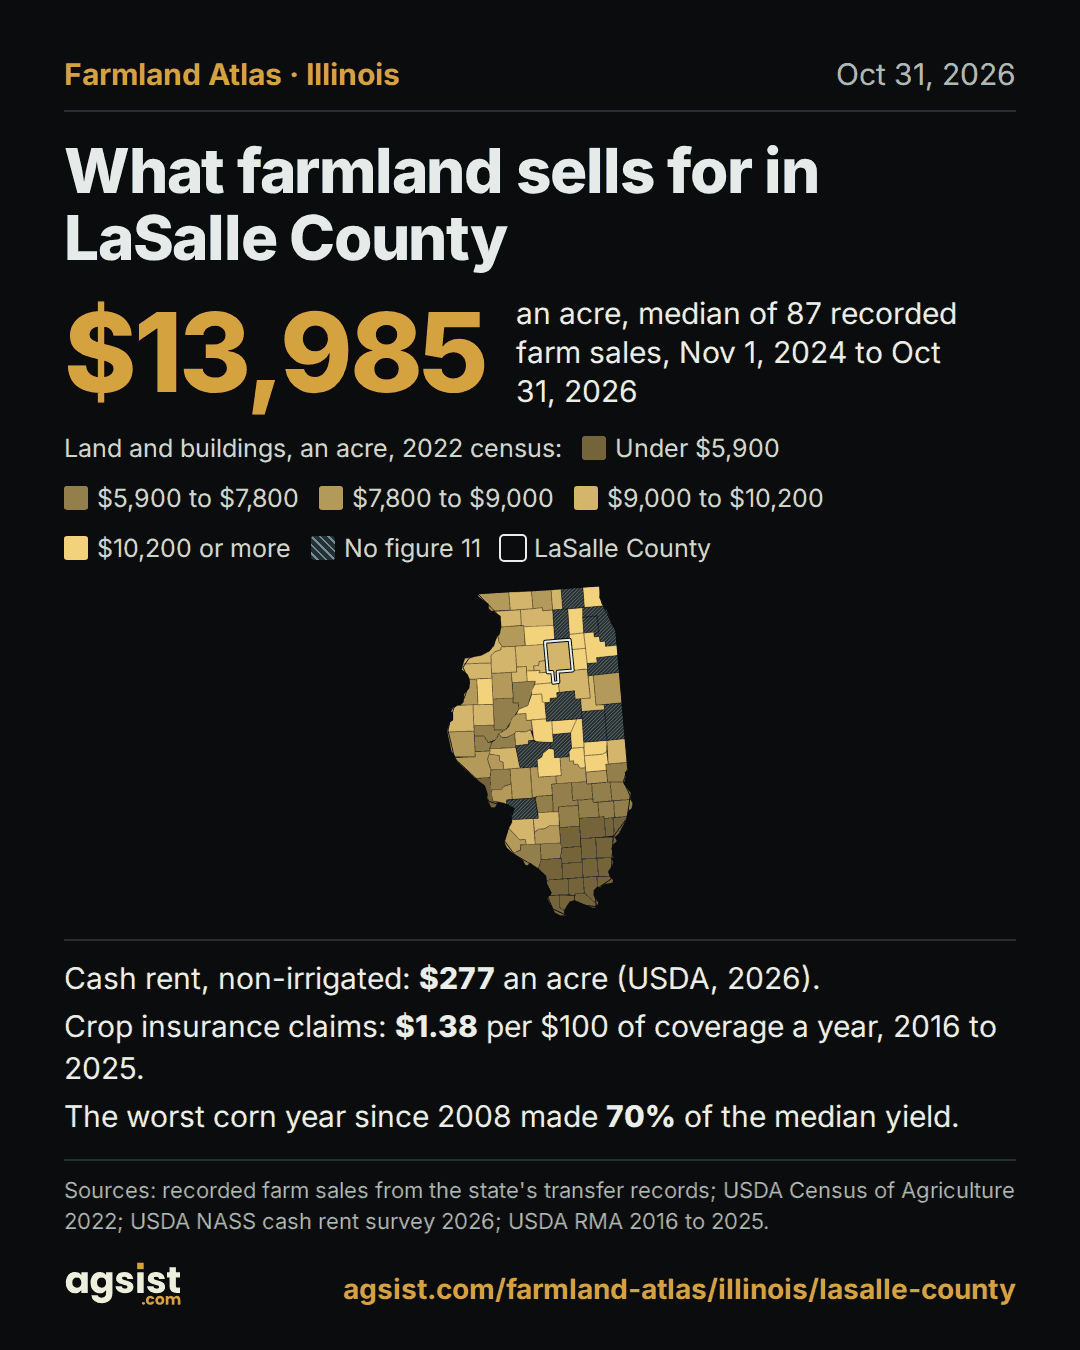 Farmland Atlas · Illinois
Oct 31, 2026
What farmland sells for in
LaSalle County
$13,985
an acre, median of 87 recorded
farm sales, Nov 1, 2024 to Oct
31, 2026
Land and buildings, an acre, 2022 census: Under $5,900
$5,900 to $7,800 $7,800 to $9,000 $9,000 to $10,200
$10,200 or more No figure 11 LaSalle County
Cash rent, non-irrigated: $277 an acre (USDA, 2026).
Crop insurance claims: $1.38 per $100 of coverage a year, 2016 to
2025.
The worst corn year since 2008 made 70% of the median yield.
Sources: recorded farm sales from the state's transfer records; USDA Census of Agriculture
2022; USDA NASS cash rent survey 2026; USDA RMA 2016 to 2025.
agsist
.com
agsist.com/farmland-atlas/illinois/lasalle-county